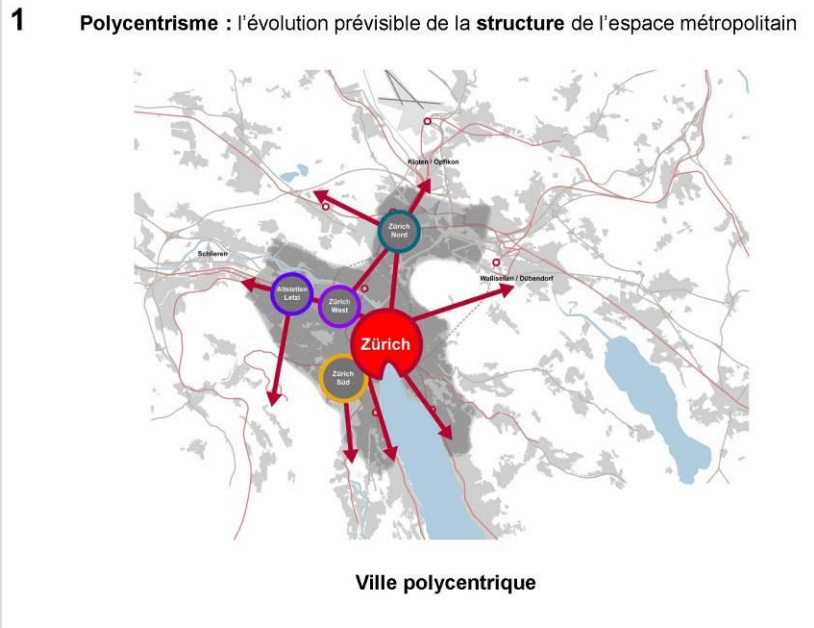 1
Polycentrisme : l'évolution prévisible de la structure de l'espace métropolitain
Kloten / Opfikon
Zürich
Nord
Schlieren
Wallisellen / Dübendorf
Altstetten
Letzi
Zürich
West
Zürich
Zürich
Süd
Ville polycentrique